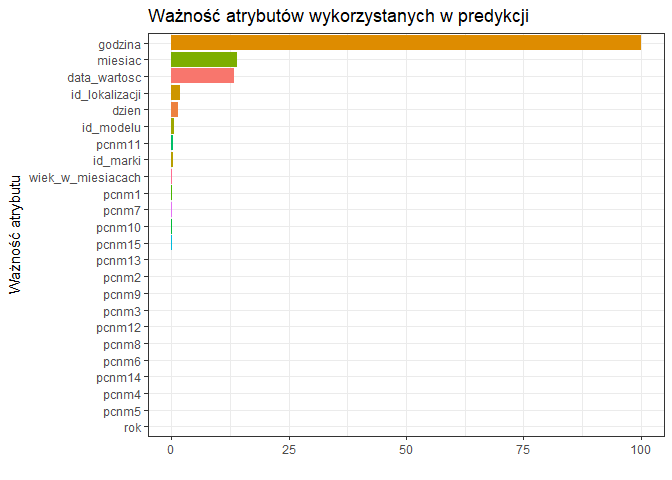 Ważność atrybutów wykorzystanych w predykcji
Ważność atrybutu
godzina
miesiac
data_wartosc
id_lokalizacji
dzien
id_modelu
pcnm11
id_marki
wiek_w_miesiacach
pcnm1
pcnm7
pcnm10
pcnm15
pcnm13
pcnm2
pcnm9
pcnm3
pcnm12
pcnm8
pcnm6
pcnm14
pcnm4
pcnm5
rok
0 25 50 75 100